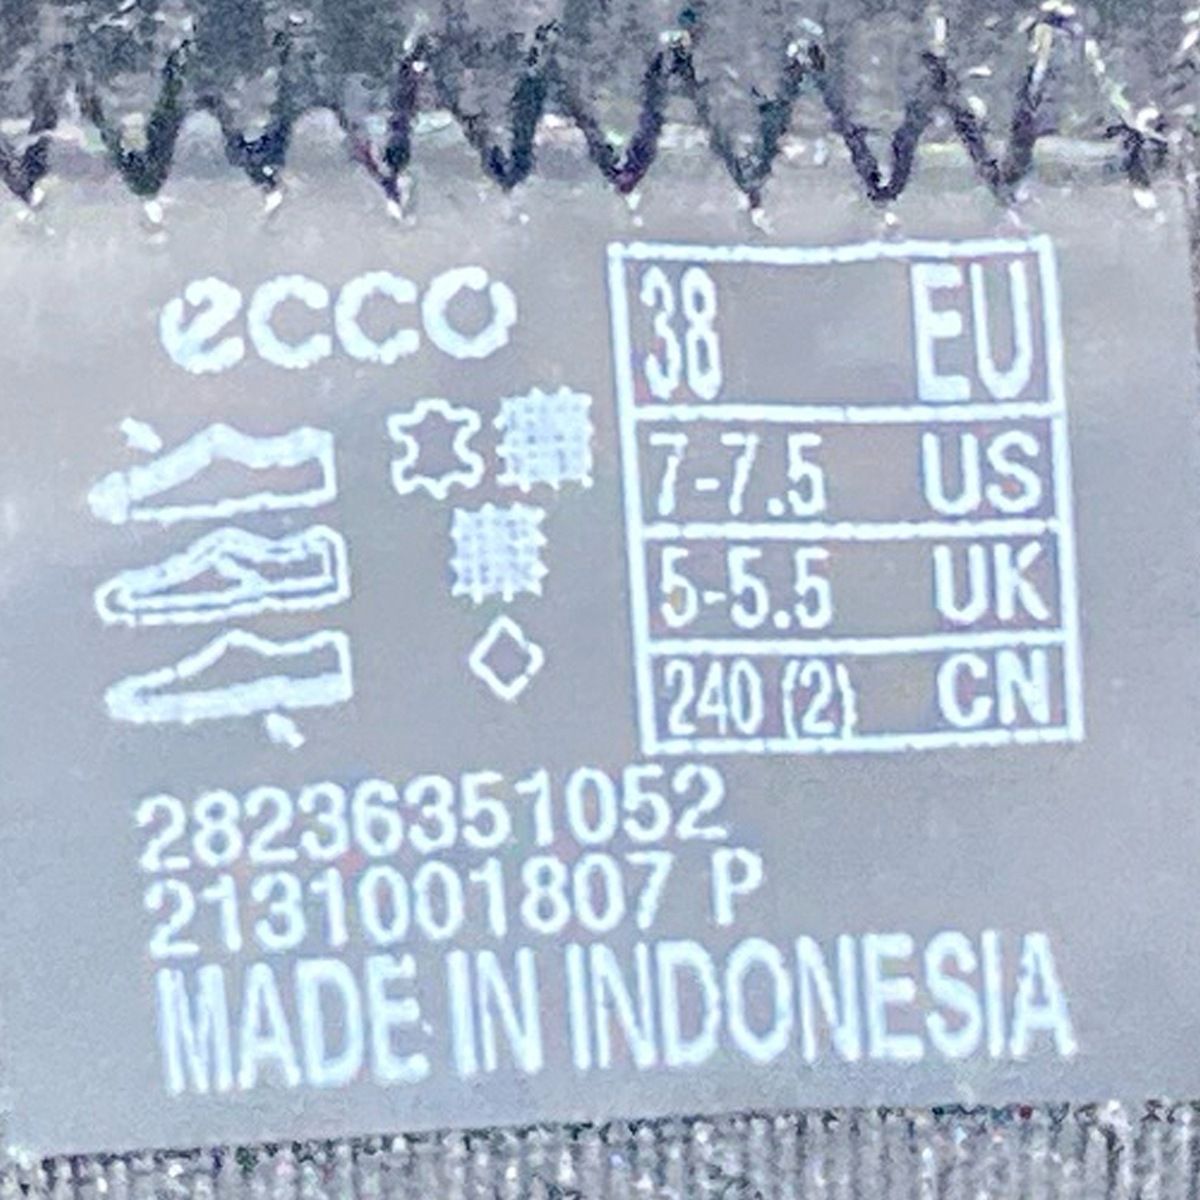 ecco
38 EU
7-7.5 US
5-5.5 UK
240 (2) CN
28236351052
2131001807 P
MADE IN INDONESIA